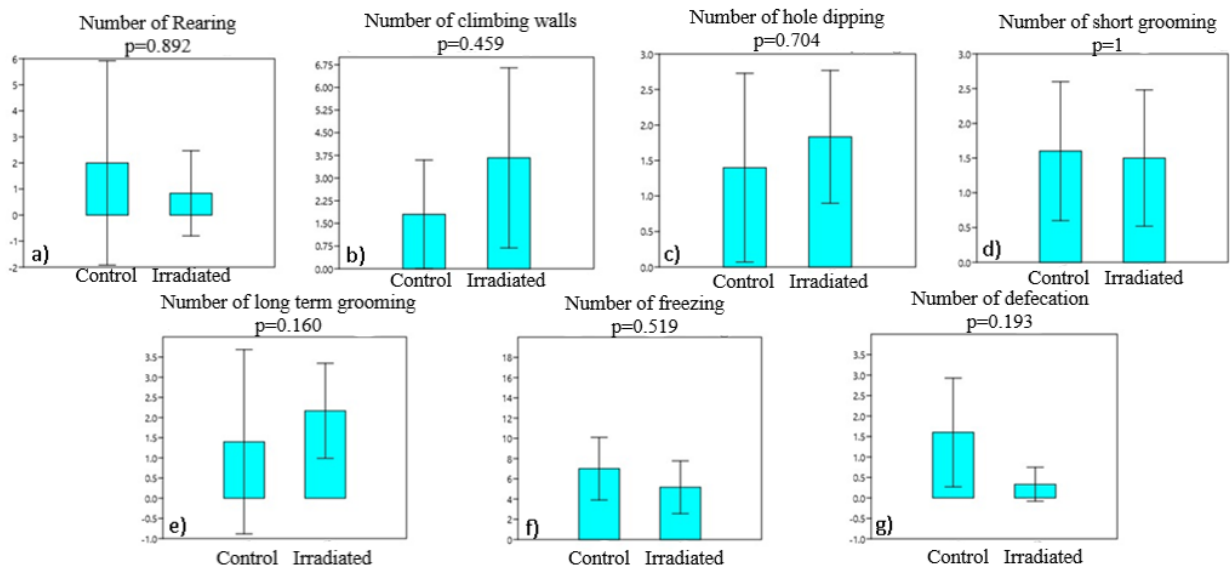 Number of Rearing
p=0.892
6
5
4
3
2
1
0
-1
-2
a)
Control Irradiated
Number of climbing walls
p=0.459
6.75
6.00
5.25
4.50
3.75
3.00
2.25
1.50
0.75
0.00
b)
Control Irradiated
Number of hole dipping
p=0.704
3.0
2.5
2.0
1.5
1.0
0.5
0.0
c)
Control Irradiated
Number of short grooming
p=1
3.0
2.5
2.0
1.5
1.0
0.5
0.0
d)
Control Irradiated
Number of long term grooming
p=0.160
3.5
3.0
2.5
2.0
1.5
1.0
0.5
0.0
-0.5
-1.0
e)
Control Irradiated
Number of freezing
p=0.519
18
16
14
12
10
8
6
4
2
0
f)
Control Irradiated
Number of defecation
p=0.193
3.5
3.0
2.5
2.0
1.5
1.0
0.5
0.0
-0.5
-1.0
g)
Control Irradiated